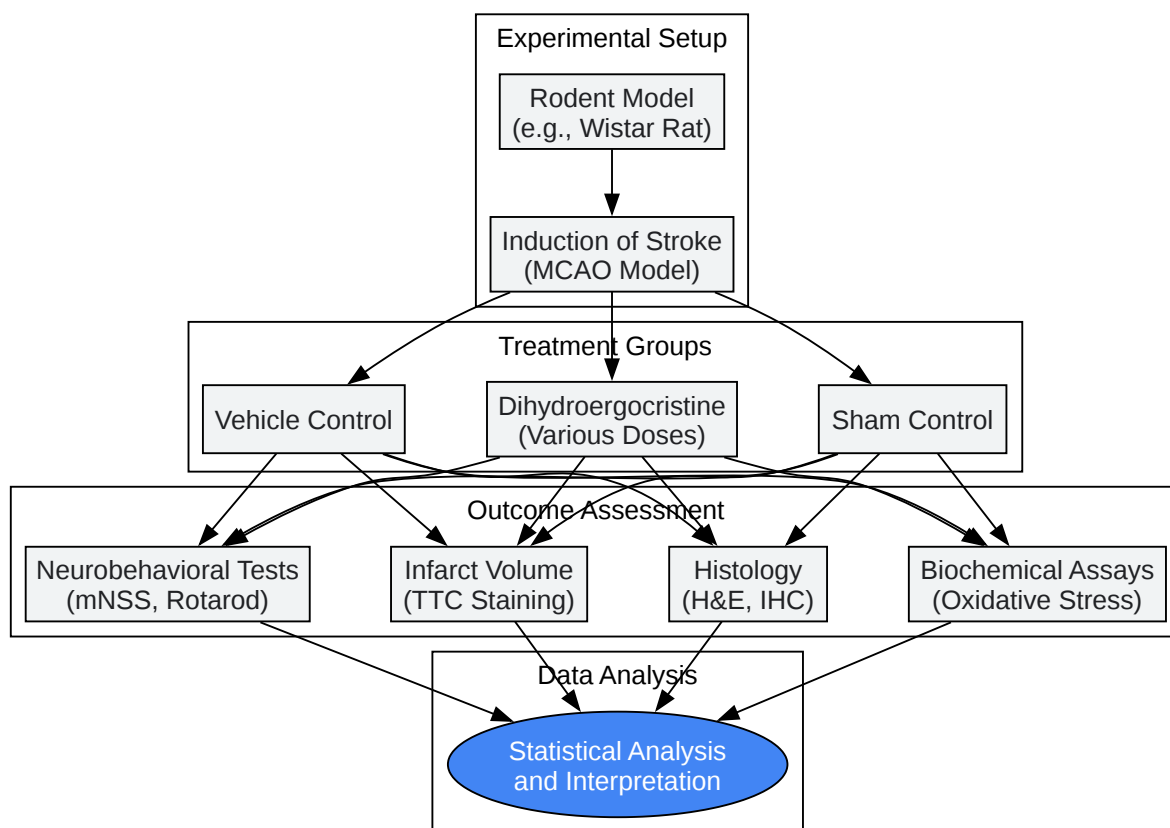 Experimental Setup
Rodent Model
(e.g., Wistar Rat)
Induction of Stroke
(MCAO Model)
Treatment Groups
Vehicle Control
Dihydroergocristine
(Various Doses)
Sham Control
Outcome Assessment
Neurobehavioral Tests
(mNSS, Rotarod)
Infarct Volume
(TTC Staining)
Histology
(H&E, IHC)
Biochemical Assays
(Oxidative Stress)
Data Analysis
Statistical Analysis
and Interpretation